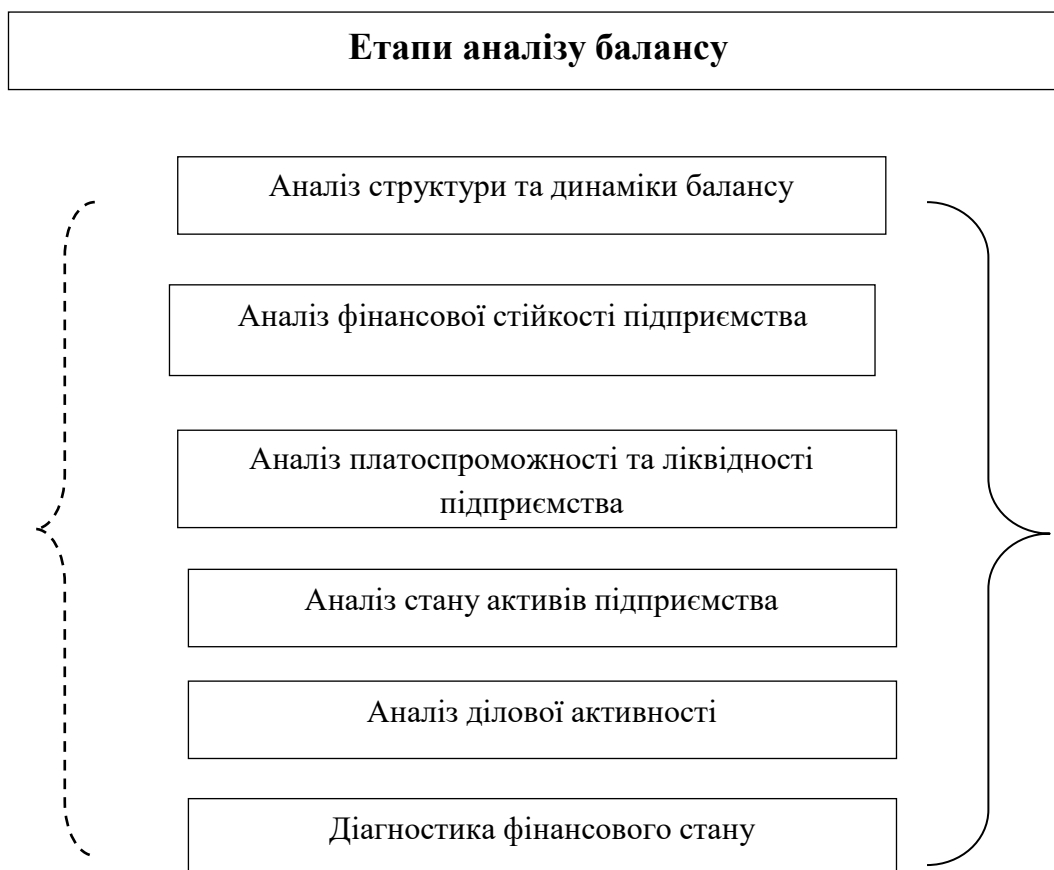 Етапи аналізу балансу
Аналіз структури та динаміки балансу
Аналіз фінансової стійкості підприємства
Аналіз платоспроможності та ліквідності
підприємства
Аналіз стану активів підприємства
Аналіз ділової активності
Діагностика фінансового стану